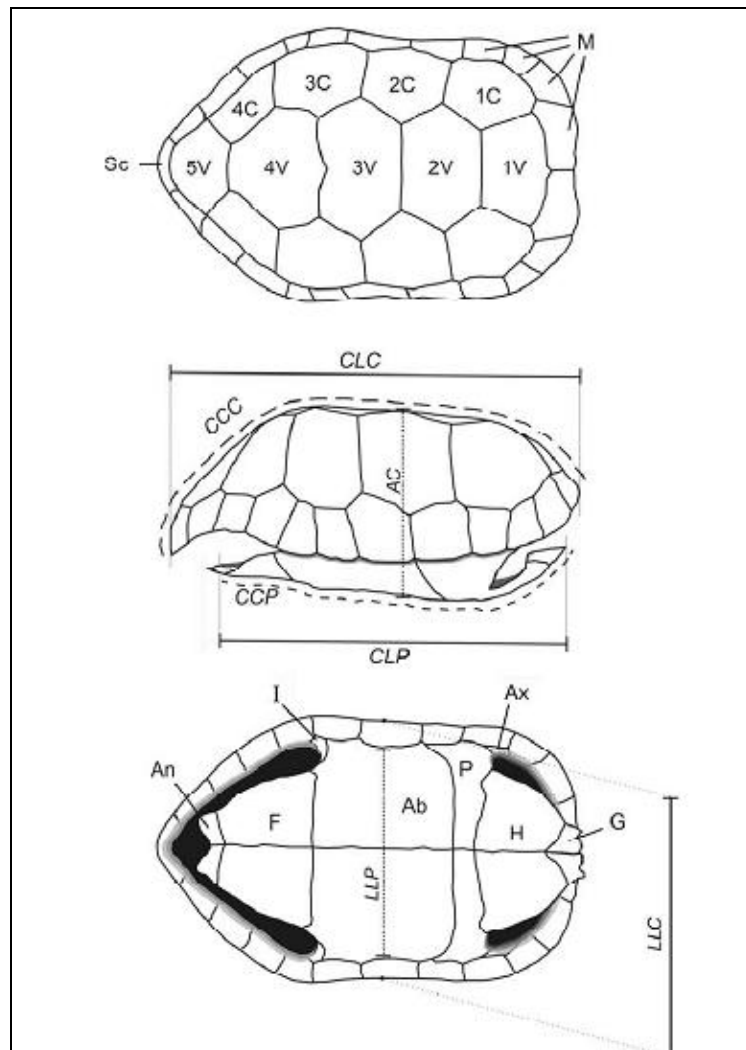 M
3C 2C 1C
4C
Sc 5V 4V 3V 2V 1V
CLC
CCC
AC
CCP
CLP
I Ax
An P
F Ab H G
LLP
LLC